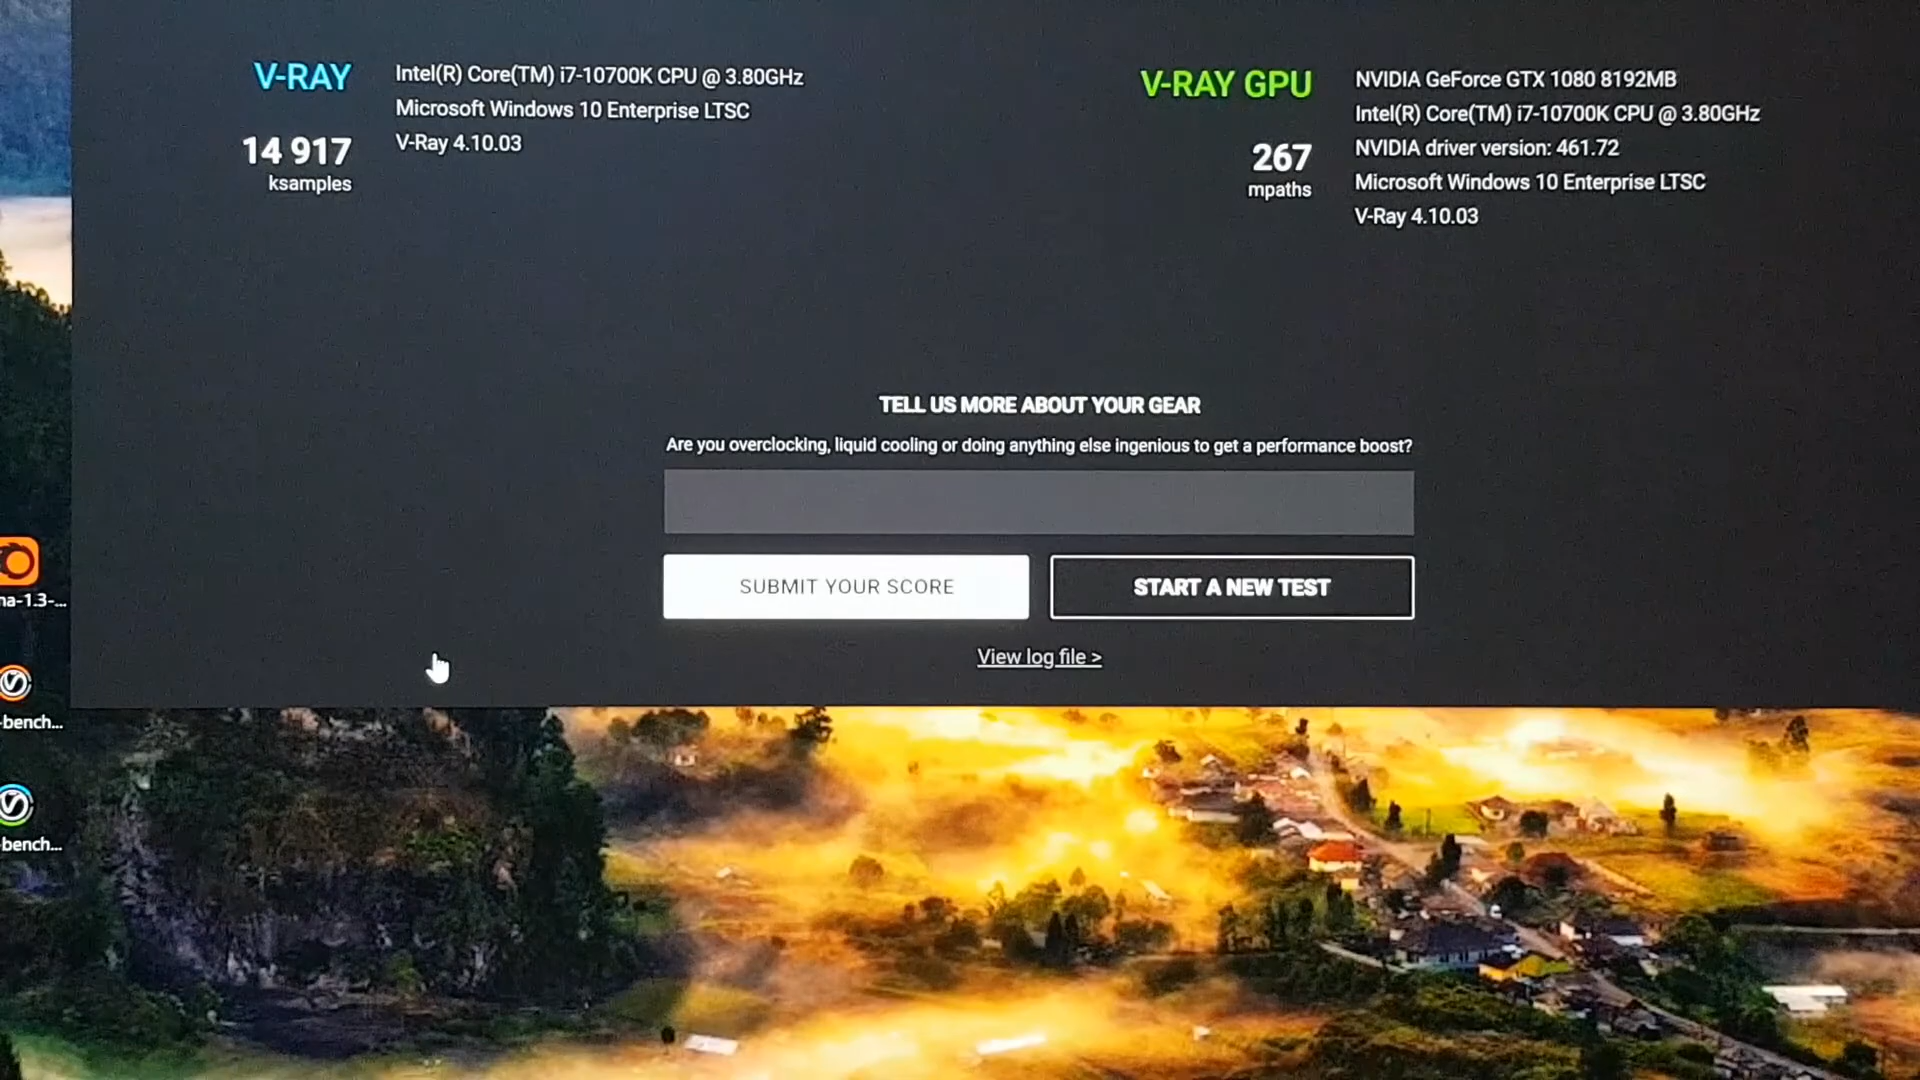 V-RAY
14 917
ksamples
Intel(R) Core(TM) i7-10700K CPU @ 3.80GHz
Microsoft Windows 10 Enterprise LTSC
V-Ray 4.10.03
V-RAY GPU
267
mpaths
NVIDIA GeForce GTX 1080 8192MB
Intel(R) Core(TM) i7-10700K CPU @ 3.80GHz
NVIDIA driver version: 461.72
Microsoft Windows 10 Enterprise LTSC
V-Ray 4.10.03
TELL US MORE ABOUT YOUR GEAR
Are you overclocking, liquid cooling or doing anything else ingenious to get a performance boost?
SUBMIT YOUR SCORE
START A NEW TEST
View log file >
na-1.3-...
-bench...
-bench...